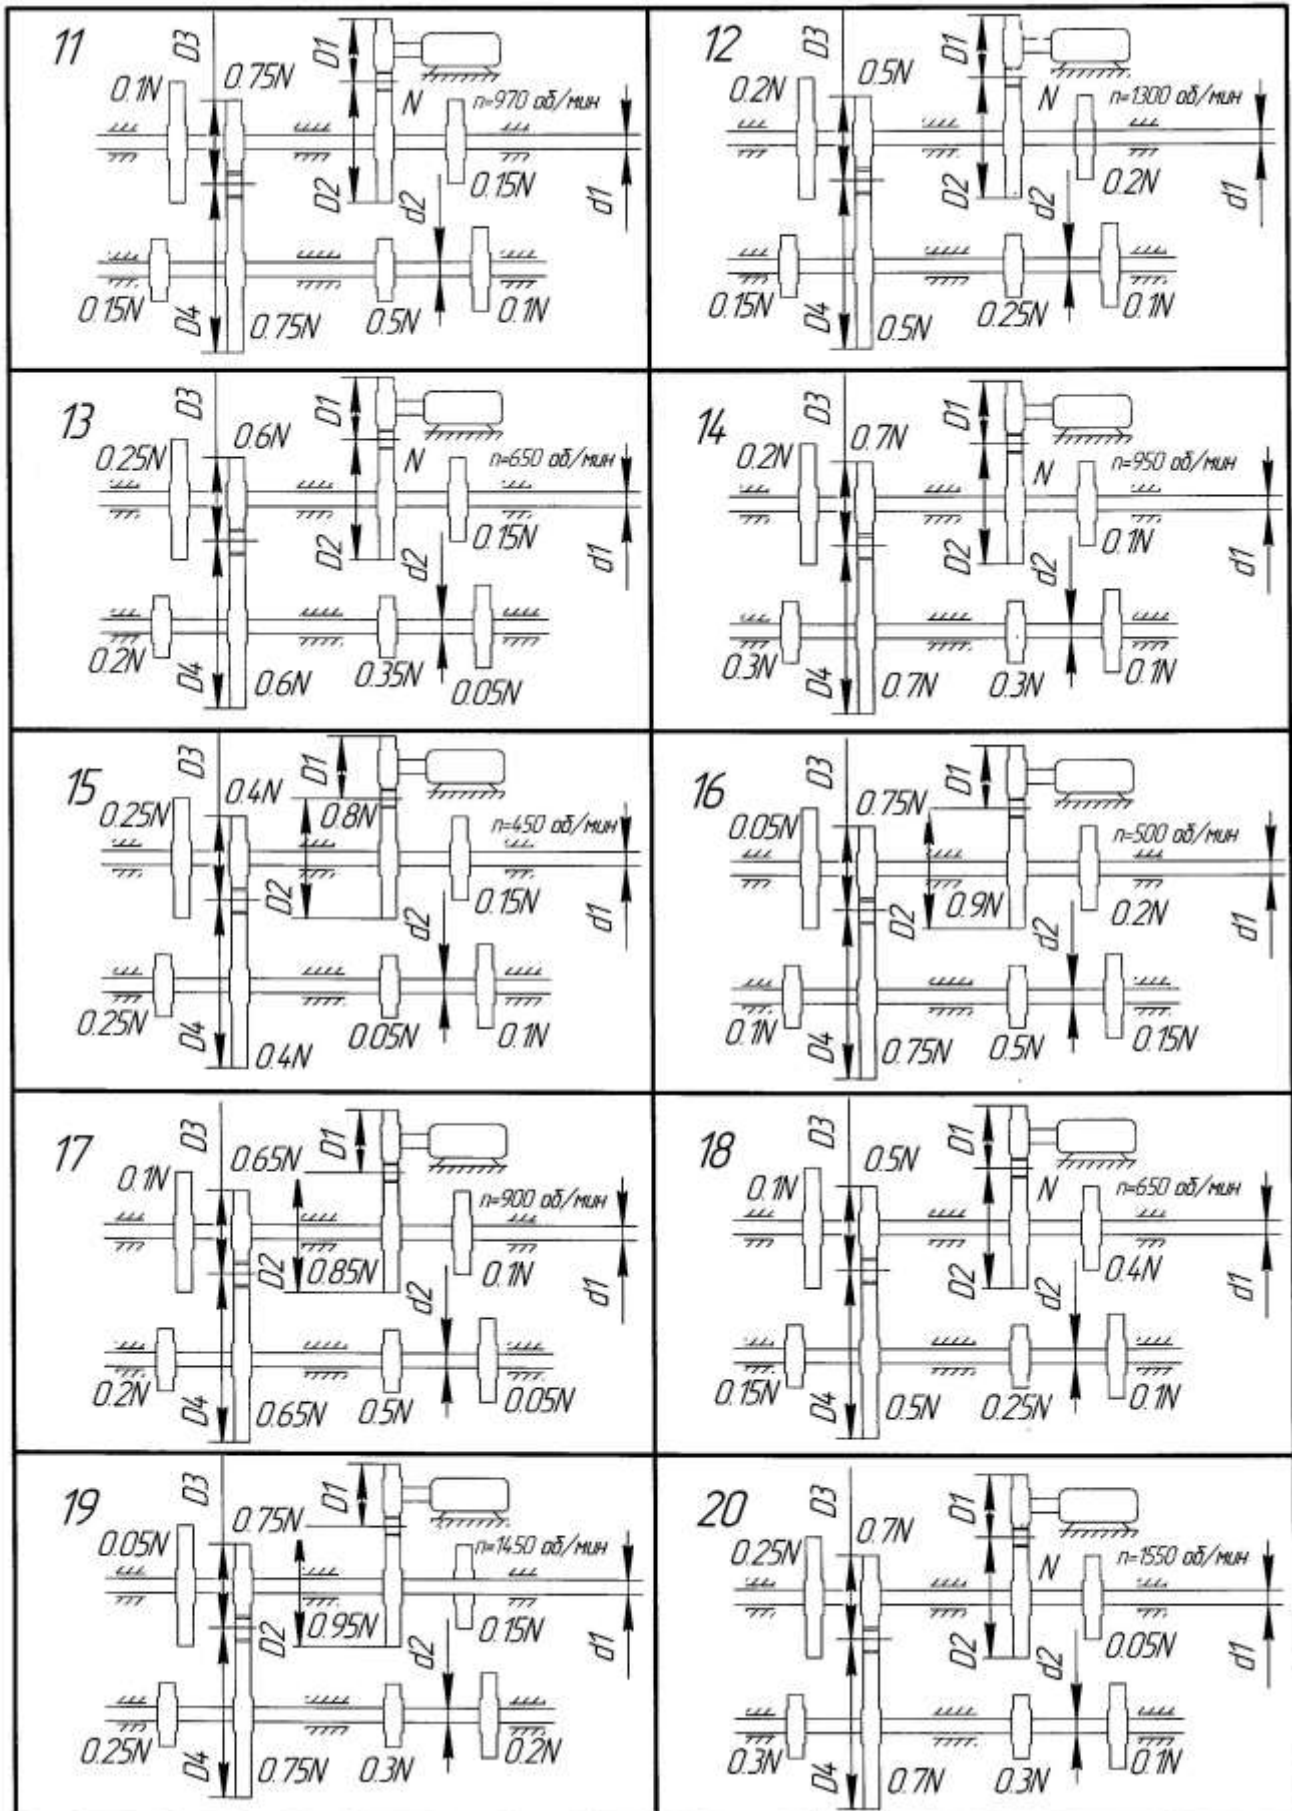 11
D3
D1
0.1N
0.75N
N
n=970 об/мин
0.15N
D2
d2
d1
0.15N
D4
0.75N
0.5N
0.1N
12
D3
D1
0.2N
0.5N
N
n=1300 об/мин
0.2N
D2
d2
d1
0.15N
D4
0.5N
0.25N
0.1N
13
D3
D1
0.25N
0.6N
N
n=650 об/мин
0.15N
D2
d2
d1
0.2N
D4
0.6N
0.35N
0.05N
14
D3
D1
0.2N
0.7N
N
n=950 об/мин
0.1N
D2
d2
d1
0.3N
D4
0.7N
0.3N
0.1N
15
D3
D1
0.25N
0.4N
0.8N
n=450 об/мин
0.15N
D2
d2
d1
0.25N
D4
0.4N
0.05N
0.1N
16
D3
D1
0.05N
0.75N
n=500 об/мин
0.9N
0.2N
D2
d2
d1
0.1N
D4
0.75N
0.5N
0.15N
17
D3
D1
0.1N
0.65N
n=900 об/мин
0.85N
0.1N
D2
d2
d1
0.2N
D4
0.65N
0.5N
0.05N
18
D3
D1
0.1N
0.5N
N
n=650 об/мин
0.4N
D2
d2
d1
0.15N
D4
0.5N
0.25N
0.1N
19
D3
D1
0.05N
0.75N
n=1450 об/мин
0.95N
0.15N
D2
d2
d1
0.25N
D4
0.75N
0.3N
0.2N
20
D3
D1
0.25N
0.7N
N
n=1550 об/мин
0.05N
D2
d2
d1
0.3N
D4
0.7N
0.3N
0.1N